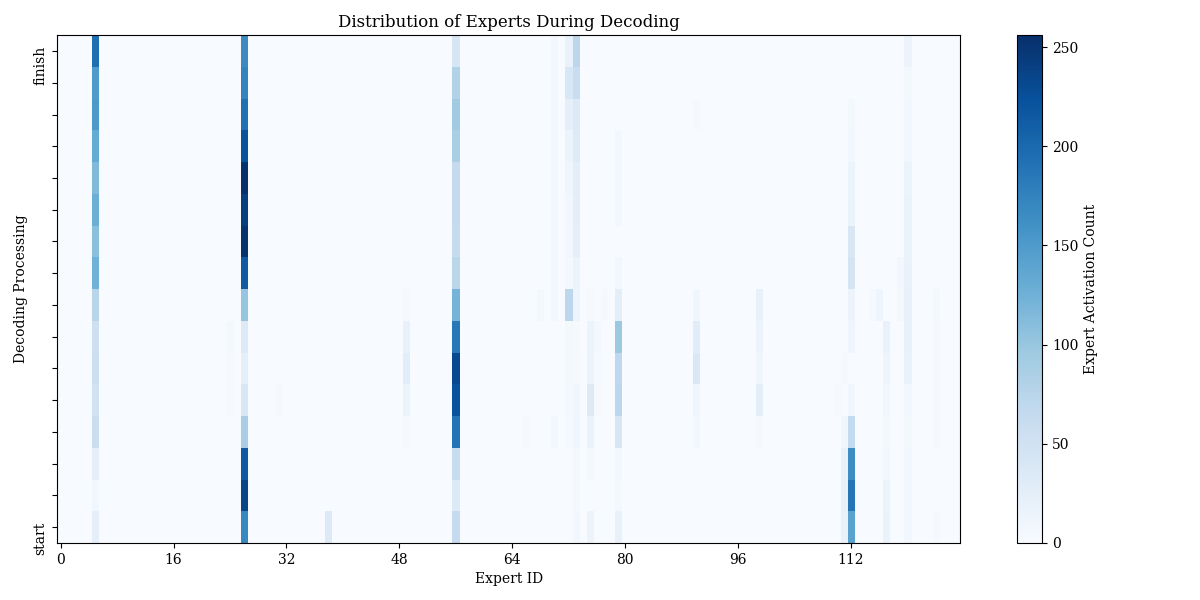 Distribution of Experts During Decoding
finish
Decoding Processing
start
0 16 32 48 64 80 96 112
Expert ID
250
200
150
100
50
0
Expert Activation Count